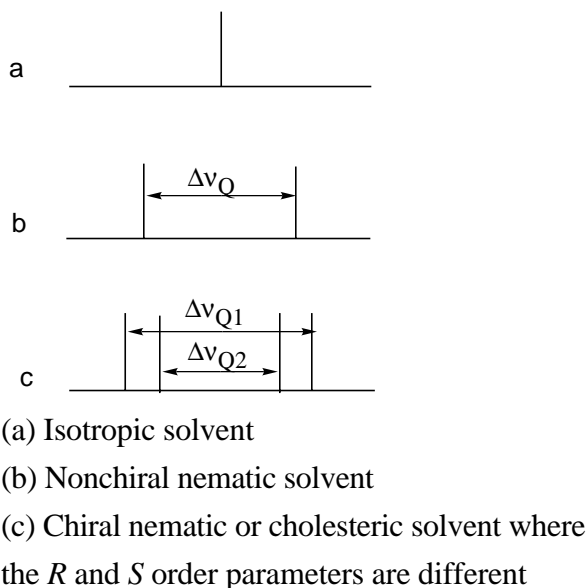 a
Δν_Q
b
Δν_Q1
Δν_Q2
c
(a) Isotropic solvent
(b) Nonchiral nematic solvent
(c) Chiral nematic or cholesteric solvent where
the R and S order parameters are different